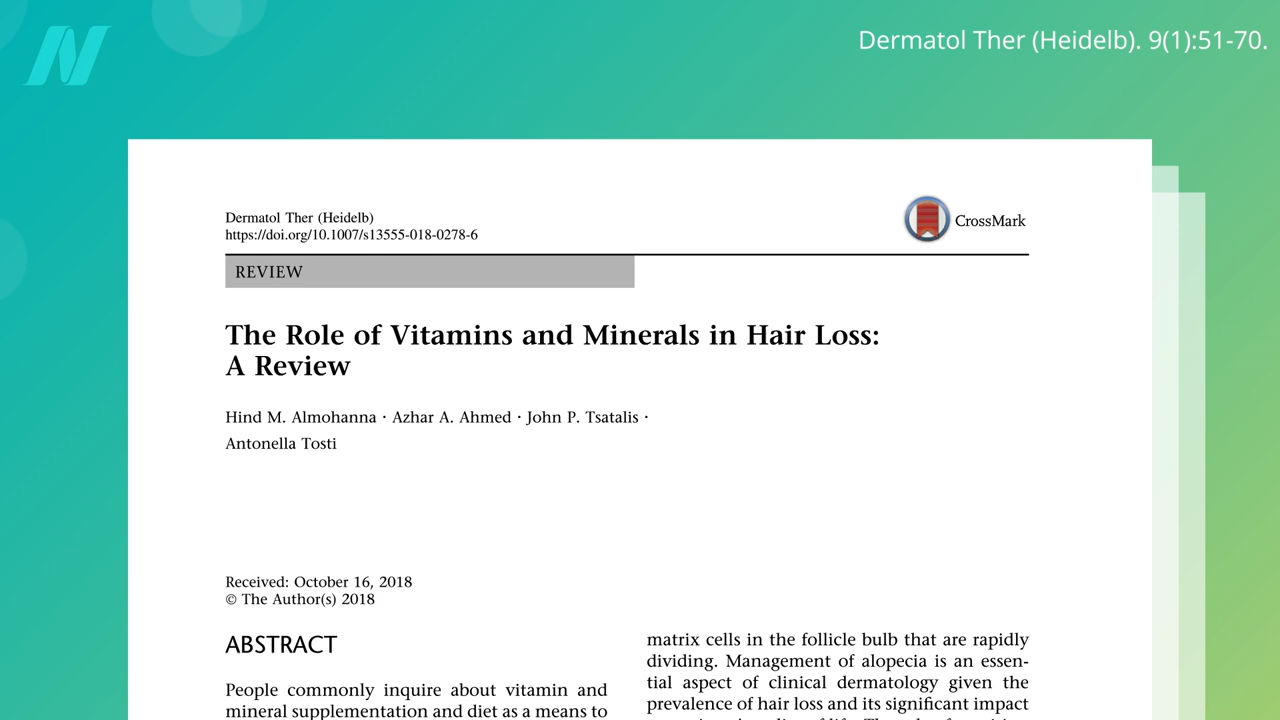 Dermatol Ther (Heidelb). 9(1):51-70.
Dermatol Ther (Heidelb)
https://doi.org/10.1007/s13555-018-0278-6
CrossMark
REVIEW
The Role of Vitamins and Minerals in Hair Loss:
A Review
Hind M. Almohanna · Azhar A. Ahmed · John P. Tsatalis ·
Antonella Tosti
Received: October 16, 2018
© The Author(s) 2018
ABSTRACT
People commonly inquire about vitamin and
mineral supplementation and diet as a means to
matrix cells in the follicle bulb that are rapidly
dividing. Management of alopecia is an essen-
tial aspect of clinical dermatology given the
prevalence of hair loss and its significant impact